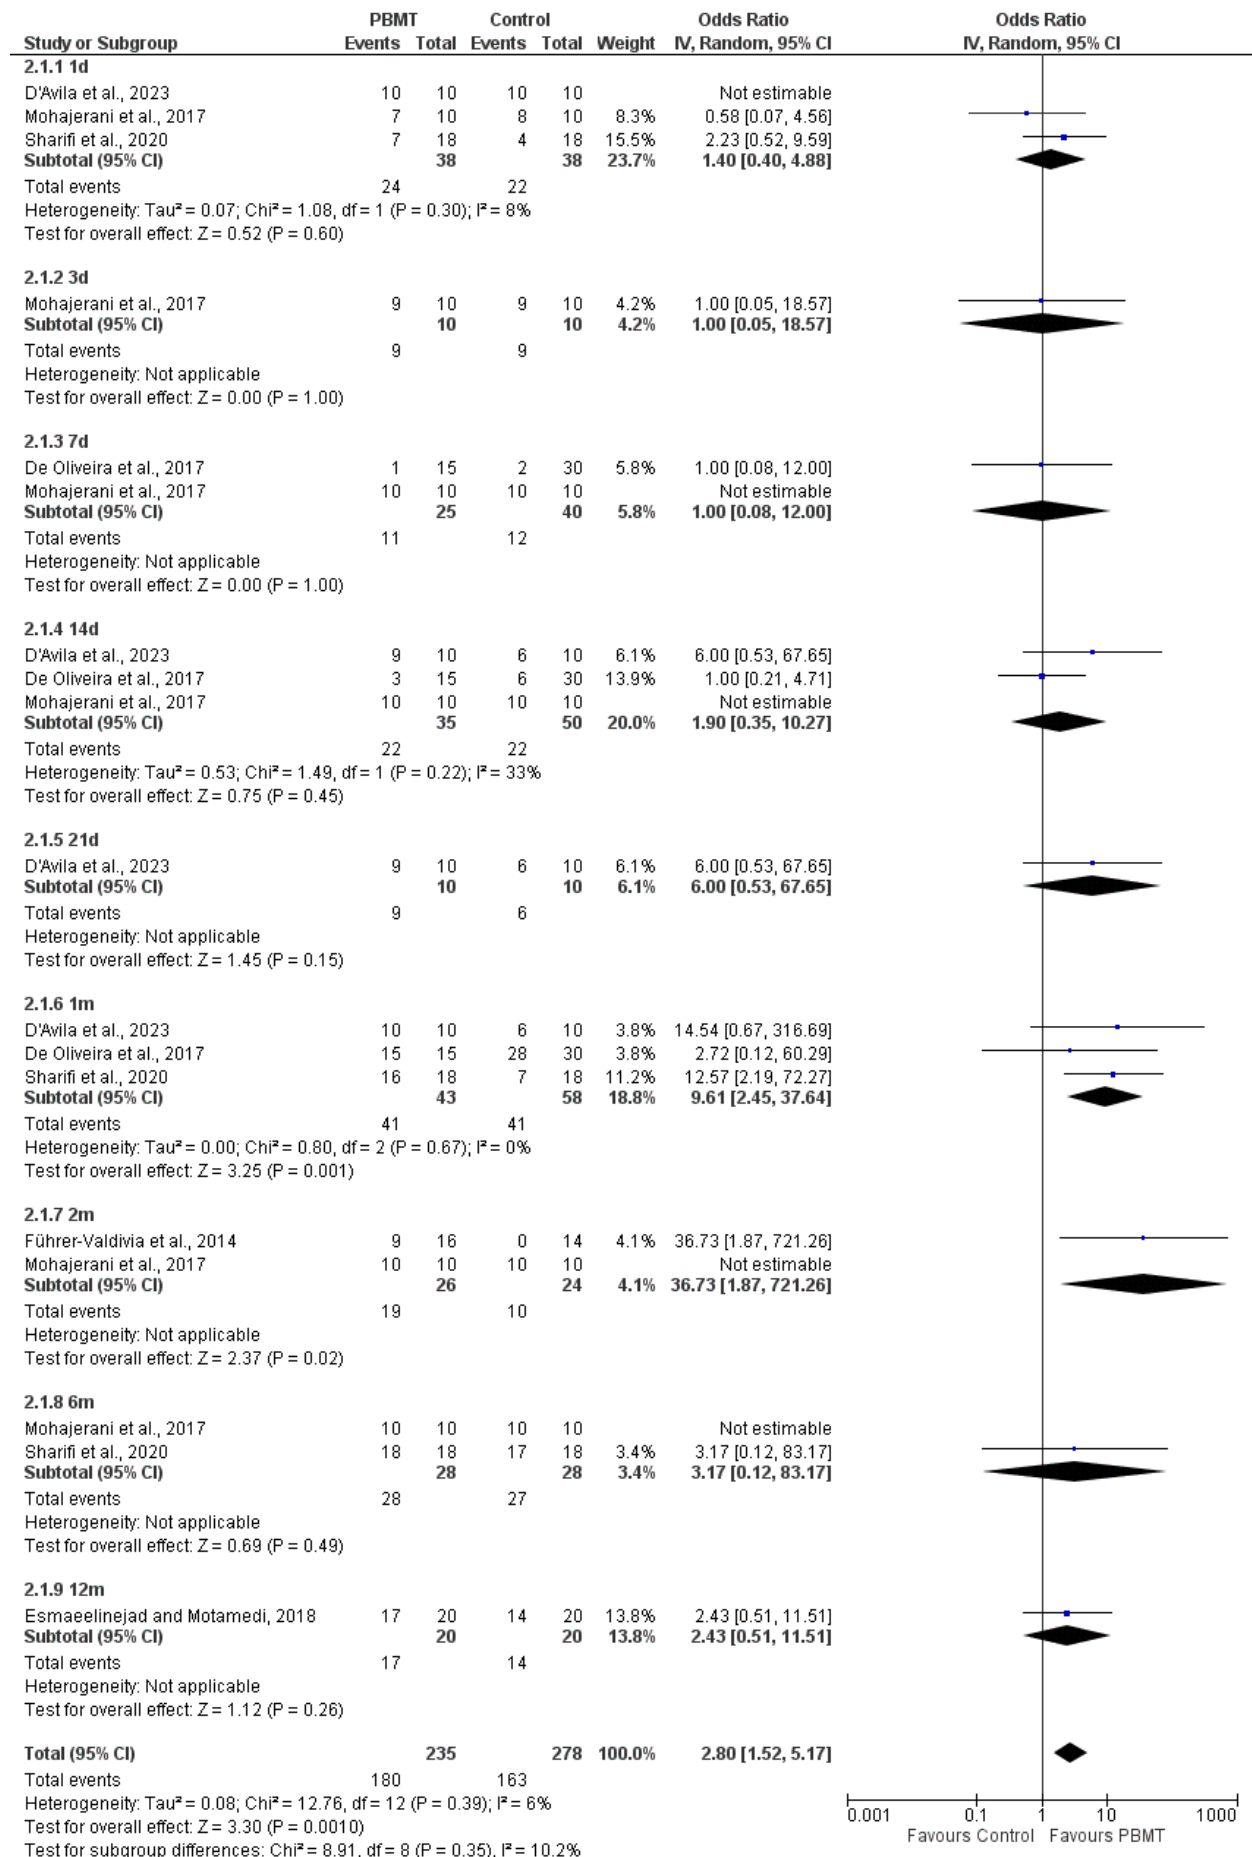 PBMT Control Odds Ratio Odds Ratio
Study or Subgroup Events Total Events Total Weight IV, Random, 95% CI IV, Random, 95% CI
2.1.1 1d
D'Avila et al., 2023 10 10 10 10 Not estimable
Mohajerani et al., 2017 7 10 8 10 8.3% 0.58 [0.07, 4.56]
Sharifi et al., 2020 7 18 4 18 15.5% 2.23 [0.52, 9.59]
Subtotal (95% CI) 38 38 23.7% 1.40 [0.40, 4.88]
Total events 24 22
Heterogeneity: Tau² = 0.07; Chi² = 1.08, df = 1 (P = 0.30); I² = 8%
Test for overall effect: Z = 0.52 (P = 0.60)
2.1.2 3d
Mohajerani et al., 2017 9 10 9 10 4.2% 1.00 [0.05, 18.57]
Subtotal (95% CI) 10 10 4.2% 1.00 [0.05, 18.57]
Total events 9 9
Heterogeneity: Not applicable
Test for overall effect: Z = 0.00 (P = 1.00)
2.1.3 7d
De Oliveira et al., 2017 1 15 2 30 5.8% 1.00 [0.08, 12.00]
Mohajerani et al., 2017 10 10 10 10 Not estimable
Subtotal (95% CI) 25 40 5.8% 1.00 [0.08, 12.00]
Total events 11 12
Heterogeneity: Not applicable
Test for overall effect: Z = 0.00 (P = 1.00)
2.1.4 14d
D'Avila et al., 2023 9 10 6 10 6.1% 6.00 [0.53, 67.65]
De Oliveira et al., 2017 3 15 6 30 13.9% 1.00 [0.21, 4.71]
Mohajerani et al., 2017 10 10 10 10 Not estimable
Subtotal (95% CI) 35 50 20.0% 1.90 [0.35, 10.27]
Total events 22 22
Heterogeneity: Tau² = 0.53; Chi² = 1.49, df = 1 (P = 0.22); I² = 33%
Test for overall effect: Z = 0.75 (P = 0.45)
2.1.5 21d
D'Avila et al., 2023 9 10 6 10 6.1% 6.00 [0.53, 67.65]
Subtotal (95% CI) 10 10 6.1% 6.00 [0.53, 67.65]
Total events 9 6
Heterogeneity: Not applicable
Test for overall effect: Z = 1.45 (P = 0.15)
2.1.6 1m
D'Avila et al., 2023 10 10 6 10 3.8% 14.54 [0.67, 316.69]
De Oliveira et al., 2017 15 15 28 30 3.8% 2.72 [0.12, 60.29]
Sharifi et al., 2020 16 18 7 18 11.2% 12.57 [2.19, 72.27]
Subtotal (95% CI) 43 58 18.8% 9.61 [2.45, 37.64]
Total events 41 41
Heterogeneity: Tau² = 0.00; Chi² = 0.80, df = 2 (P = 0.67); I² = 0%
Test for overall effect: Z = 3.25 (P = 0.001)
2.1.7 2m
Führer-Valdivia et al., 2014 9 16 0 14 4.1% 36.73 [1.87, 721.26]
Mohajerani et al., 2017 10 10 10 10 Not estimable
Subtotal (95% CI) 26 24 4.1% 36.73 [1.87, 721.26]
Total events 19 10
Heterogeneity: Not applicable
Test for overall effect: Z = 2.37 (P = 0.02)
2.1.8 6m
Mohajerani et al., 2017 10 10 10 10 Not estimable
Sharifi et al., 2020 18 18 17 18 3.4% 3.17 [0.12, 83.17]
Subtotal (95% CI) 28 28 3.4% 3.17 [0.12, 83.17]
Total events 28 27
Heterogeneity: Not applicable
Test for overall effect: Z = 0.69 (P = 0.49)
2.1.9 12m
Esmaeelinejad and Motamedi, 2018 17 20 14 20 13.8% 2.43 [0.51, 11.51]
Subtotal (95% CI) 20 20 13.8% 2.43 [0.51, 11.51]
Total events 17 14
Heterogeneity: Not applicable
Test for overall effect: Z = 1.12 (P = 0.26)
Total (95% CI) 235 278 100.0% 2.80 [1.52, 5.17]
Total events 180 163
Heterogeneity: Tau² = 0.08; Chi² = 12.76, df = 12 (P = 0.39); I² = 6%
Test for overall effect: Z = 3.30 (P = 0.0010)
Test for subgroup differences: Chi² = 8.91, df = 8 (P = 0.35), I² = 10.2%
0.001 0.1 1 10 1000
Favours Control Favours PBMT